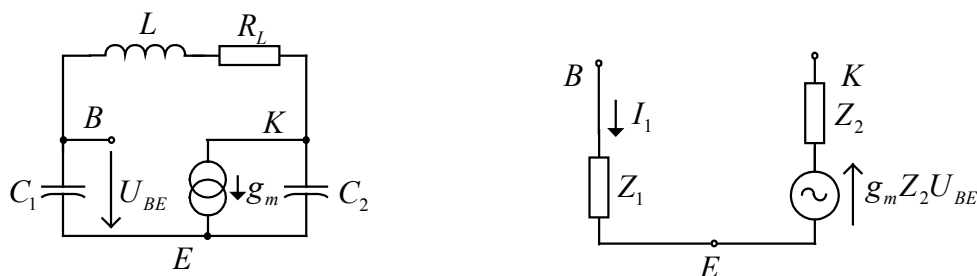 L
R_L
B
K
C_1
U_BE
g_m
C_2
E
B
I_1
Z_1
K
Z_2
g_m Z_2 U_BE
E